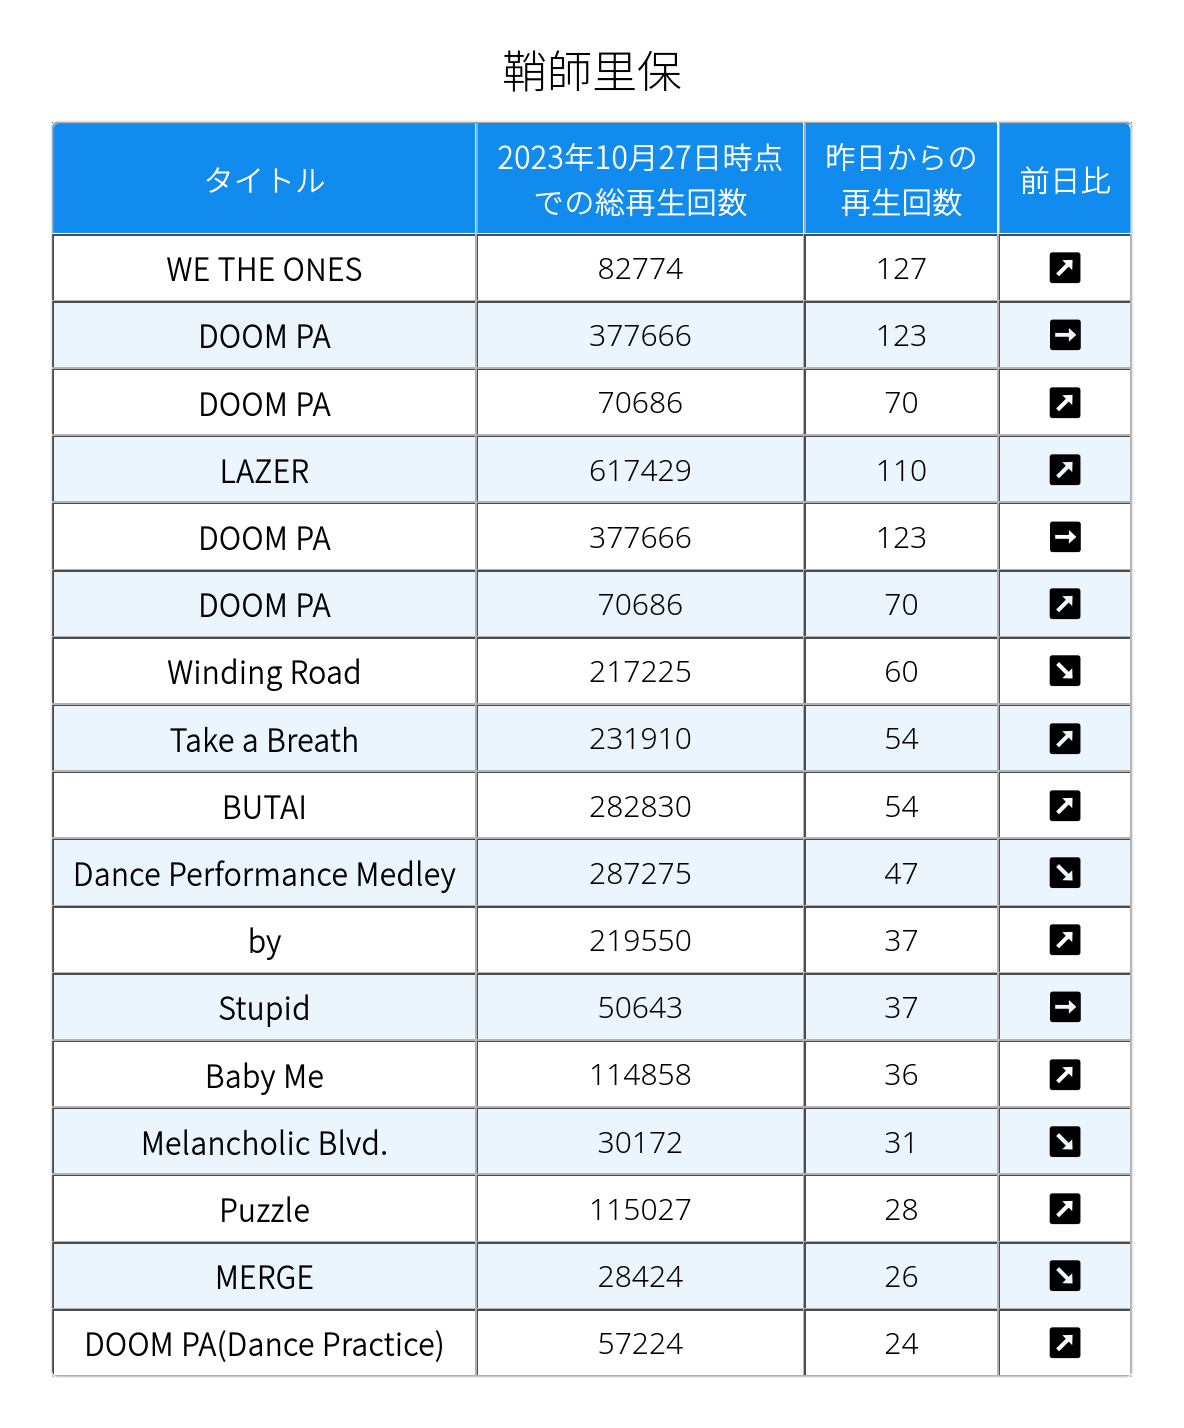 鞘師里保
タイトル 2023年10月27日時点での総再生回数 昨日からの再生回数 前日比
WE THE ONES 82774 127 ↗
DOOM PA 377666 123 →
DOOM PA 70686 70 ↗
LAZER 617429 110 ↗
DOOM PA 377666 123 →
DOOM PA 70686 70 ↗
Winding Road 217225 60 ↘
Take a Breath 231910 54 ↗
BUTAI 282830 54 ↗
Dance Performance Medley 287275 47 ↘
by 219550 37 ↗
Stupid 50643 37 →
Baby Me 114858 36 ↗
Melancholic Blvd. 30172 31 ↘
Puzzle 115027 28 ↗
MERGE 28424 26 ↘
DOOM PA(Dance Practice) 57224 24 ↗